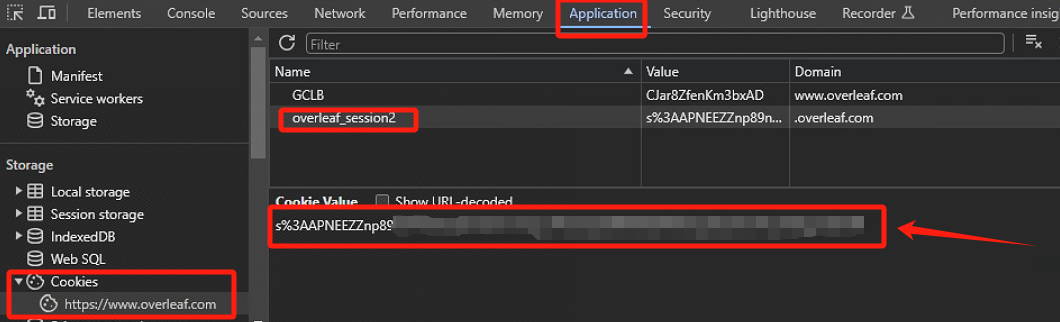 Elements Console Sources Network Performance Memory Application Security Lighthouse Recorder Performance insig
Application
Manifest
Service workers
Storage
Storage
Local storage
Session storage
IndexedDB
Web SQL
Cookies
https://www.overleaf.com
Filter
Name Value Domain
GCLB CJar8ZfenKm3bxAD www.overleaf.com
overleaf_session2 s%3AAPNEEZZnp89n... .overleaf.com
Cookie Value Show URL-decoded
s%3AAPNEEZZnp89